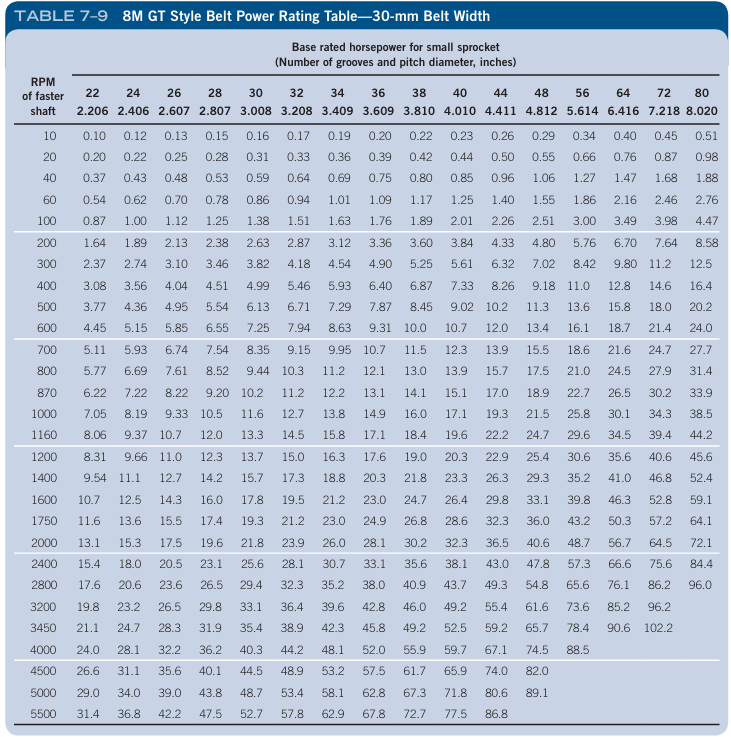 TABLE 7–9 8M GT Style Belt Power Rating Table—30-mm Belt Width
Base rated horsepower for small sprocket
(Number of grooves and pitch diameter, inches)
RPM
of faster 22 24 26 28 30 32 34 36 38 40 44 48 56 64 72 80
shaft 2.206 2.406 2.607 2.807 3.008 3.208 3.409 3.609 3.810 4.010 4.411 4.812 5.614 6.416 7.218 8.020
10 0.10 0.12 0.13 0.15 0.16 0.17 0.19 0.20 0.22 0.23 0.26 0.29 0.34 0.40 0.45 0.51
20 0.20 0.22 0.25 0.28 0.31 0.33 0.36 0.39 0.42 0.44 0.50 0.55 0.66 0.76 0.87 0.98
40 0.37 0.43 0.48 0.53 0.59 0.64 0.69 0.75 0.80 0.85 0.96 1.06 1.27 1.47 1.68 1.88
60 0.54 0.62 0.70 0.78 0.86 0.94 1.01 1.09 1.17 1.25 1.40 1.55 1.86 2.16 2.46 2.76
100 0.87 1.00 1.12 1.25 1.38 1.51 1.63 1.76 1.89 2.01 2.26 2.51 3.00 3.49 3.98 4.47
200 1.64 1.89 2.13 2.38 2.63 2.87 3.12 3.36 3.60 3.84 4.33 4.80 5.76 6.70 7.64 8.58
300 2.37 2.74 3.10 3.46 3.82 4.18 4.54 4.90 5.25 5.61 6.32 7.02 8.42 9.80 11.2 12.5
400 3.08 3.56 4.04 4.51 4.99 5.46 5.93 6.40 6.87 7.33 8.26 9.18 11.0 12.8 14.6 16.4
500 3.77 4.36 4.95 5.54 6.13 6.71 7.29 7.87 8.45 9.02 10.2 11.3 13.6 15.8 18.0 20.2
600 4.45 5.15 5.85 6.55 7.25 7.94 8.63 9.31 10.0 10.7 12.0 13.4 16.1 18.7 21.4 24.0
700 5.11 5.93 6.74 7.54 8.35 9.15 9.95 10.7 11.5 12.3 13.9 15.5 18.6 21.6 24.7 27.7
800 5.77 6.69 7.61 8.52 9.44 10.3 11.2 12.1 13.0 13.9 15.7 17.5 21.0 24.5 27.9 31.4
870 6.22 7.22 8.22 9.20 10.2 11.2 12.2 13.1 14.1 15.1 17.0 18.9 22.7 26.5 30.2 33.9
1000 7.05 8.19 9.33 10.5 11.6 12.7 13.8 14.9 16.0 17.1 19.3 21.5 25.8 30.1 34.3 38.5
1160 8.06 9.37 10.7 12.0 13.3 14.5 15.8 17.1 18.4 19.6 22.2 24.7 29.6 34.5 39.4 44.2
1200 8.31 9.66 11.0 12.3 13.7 15.0 16.3 17.6 19.0 20.3 22.9 25.4 30.6 35.6 40.6 45.6
1400 9.54 11.1 12.7 14.2 15.7 17.3 18.8 20.3 21.8 23.3 26.3 29.3 35.2 41.0 46.8 52.4
1600 10.7 12.5 14.3 16.0 17.8 19.5 21.2 23.0 24.7 26.4 29.8 33.1 39.8 46.3 52.8 59.1
1750 11.6 13.6 15.5 17.4 19.3 21.2 23.0 24.9 26.8 28.6 32.3 36.0 43.2 50.3 57.2 64.1
2000 13.1 15.3 17.5 19.6 21.8 23.9 26.0 28.1 30.2 32.3 36.5 40.6 48.7 56.7 64.5 72.1
2400 15.4 18.0 20.5 23.1 25.6 28.1 30.7 33.1 35.6 38.1 43.0 47.8 57.3 66.6 75.6 84.4
2800 17.6 20.6 23.6 26.5 29.4 32.3 35.2 38.0 40.9 43.7 49.3 54.8 65.6 76.1 86.2 96.0
3200 19.8 23.2 26.5 29.8 33.1 36.4 39.6 42.8 46.0 49.2 55.4 61.6 73.6 85.2 96.2
3450 21.1 24.7 28.3 31.9 35.4 38.9 42.3 45.8 49.2 52.5 59.2 65.7 78.4 90.6 102.2
4000 24.0 28.1 32.2 36.2 40.3 44.2 48.1 52.0 55.9 59.7 67.1 74.5 88.5
4500 26.6 31.1 35.6 40.1 44.5 48.9 53.2 57.5 61.7 65.9 74.0 82.0
5000 29.0 34.0 39.0 43.8 48.7 53.4 58.1 62.8 67.3 71.8 80.6 89.1
5500 31.4 36.8 42.2 47.5 52.7 57.8 62.9 67.8 72.7 77.5 86.8